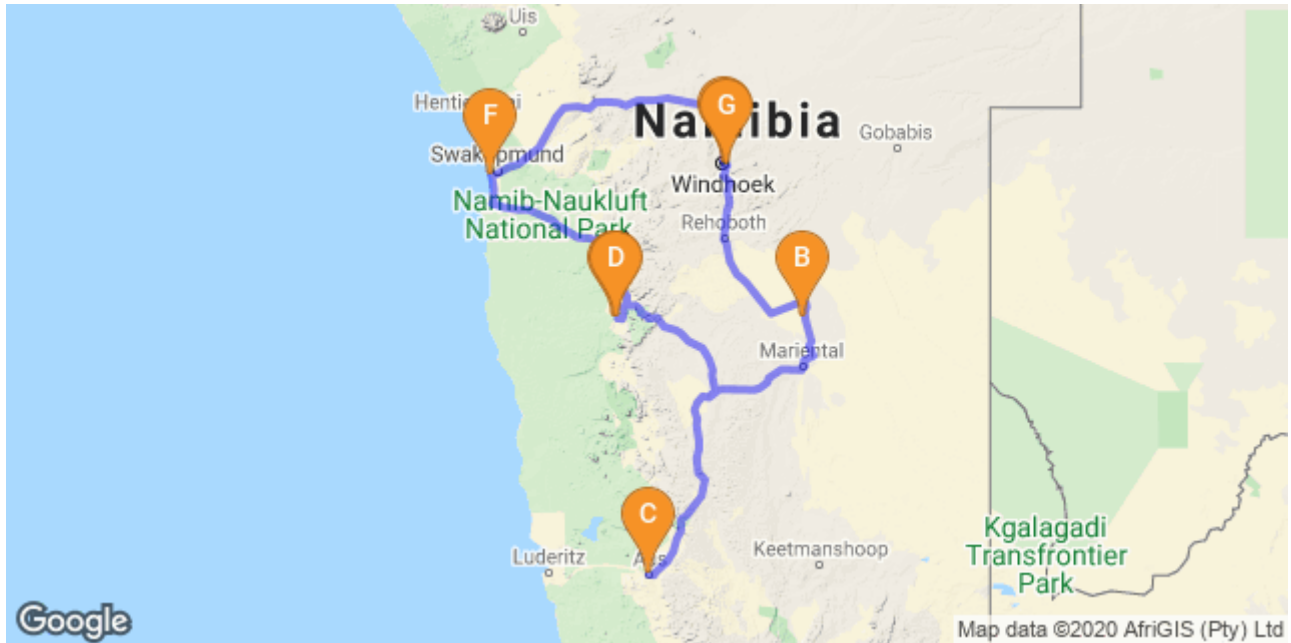 Uis
G
F
Namibia
Gobabis
Windhoek
Namib-Naukluft
National Park
Rehoboth
D
B
Mariental
C
Luderitz
Keetmanshoop
Kgalagadi
Transfrontier
Park
Google
Map data ©2020 AfriGIS (Pty) Ltd